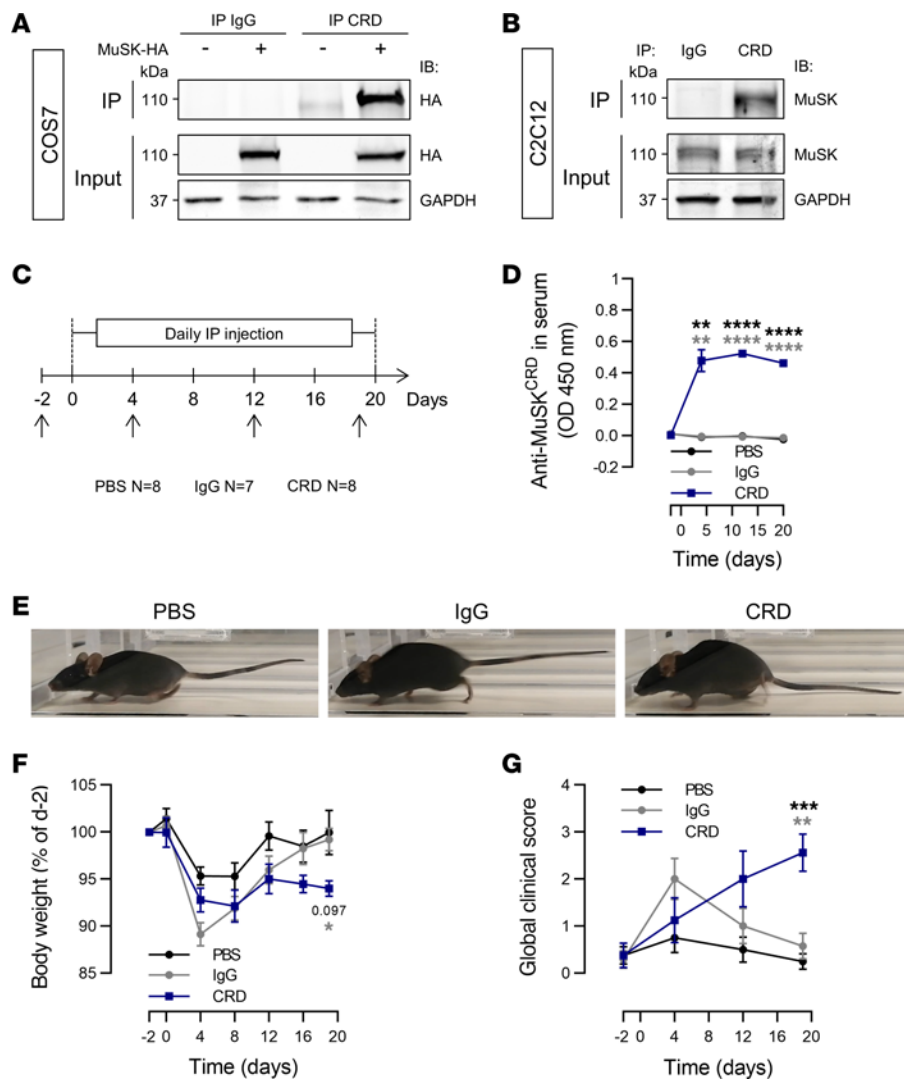 A
IP IgG IP CRD
MuSK-HA - + - +
kDa IB:
COS7
IP 110 HA
Input 110 HA
37 GAPDH
B
IP: IgG CRD
kDa IB:
C2C12
IP 110 MuSK
Input 110 MuSK
37 GAPDH
C
Daily IP injection
-2 0 4 8 12 16 20 Days
PBS N=8 IgG N=7 CRD N=8
D
Anti-MuSK^CRD in serum
(OD 450 nm)
1
0.8
0.6
0.4
0.2
0.0
-0.2
** **** ****
** **** ****
PBS
IgG
CRD
0 5 10 15 20
Time (days)
E
PBS IgG CRD
F
Body weight (% of d-2)
105
100
95
90
85
0.097
*
PBS
IgG
CRD
-2 0 4 8 12 16 20
Time (days)
G
Global clinical score
4
3
2
1
0
PBS
IgG
CRD
***
**
-2 0 4 8 12 16 20
Time (days)